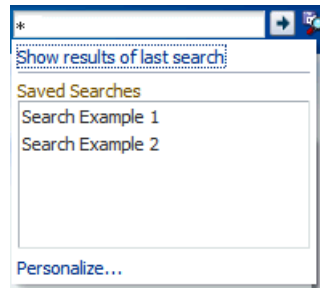 *
Show results of last search
Saved Searches
Search Example 1
Search Example 2
Personalize...